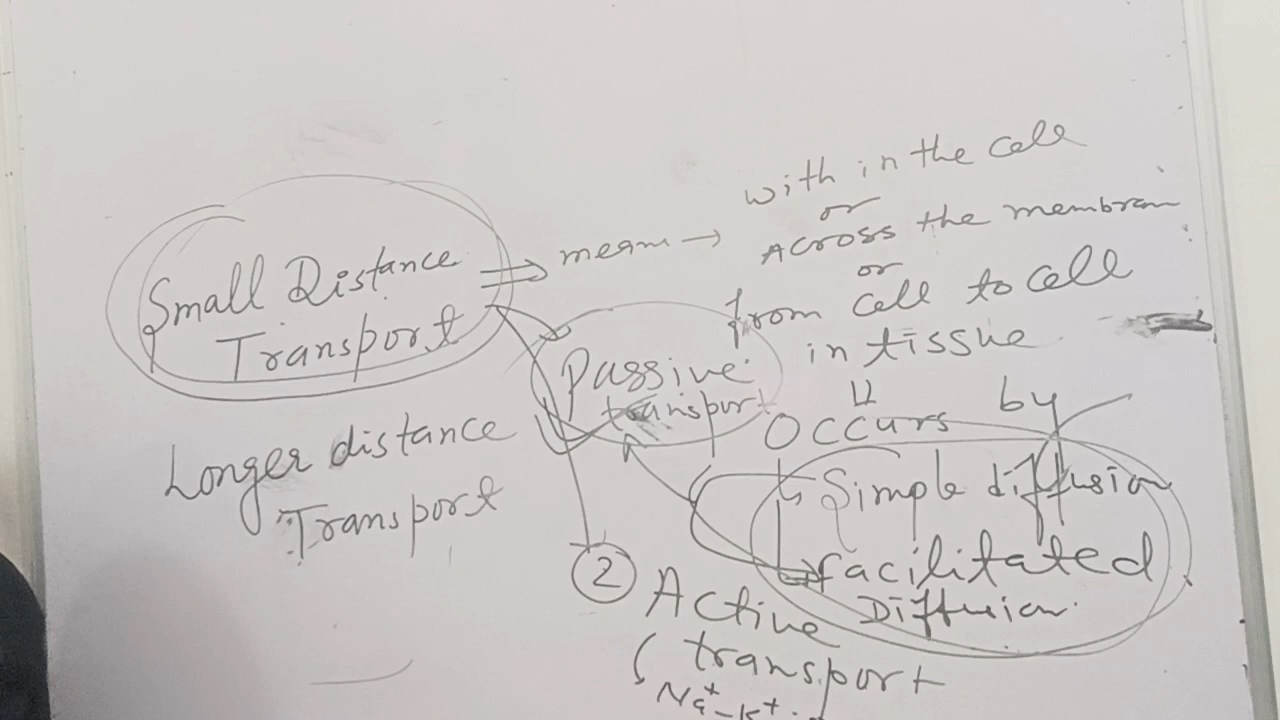 Small Distance
Transport
⇒ mean →
with in the cell
or
Across the membran
or
from cell to cell
in tissue
Passive
transport
Occurs by
Simple diffusion
facilitated
Diffusion
Longer distance
Transport
② Active
( transport
Na+-K+